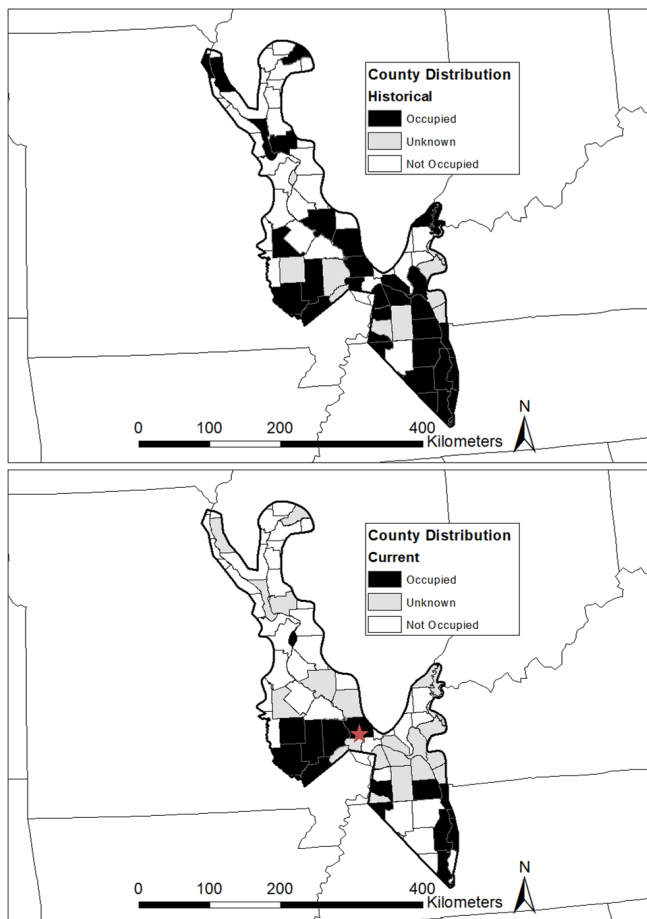 County Distribution
Historical
Occupied
Unknown
Not Occupied
N
0 100 200 400
Kilometers
County Distribution
Current
Occupied
Unknown
Not Occupied
N
0 100 200 400
Kilometers